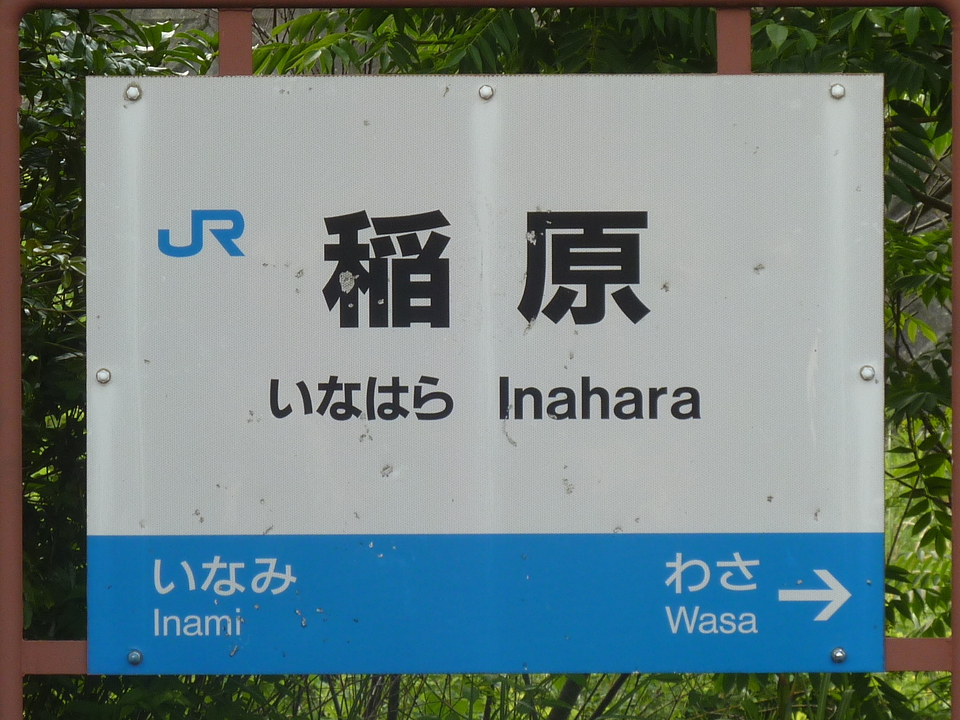 JR 稲原
いなはら Inahara
いなみ わさ →
Inami Wasa